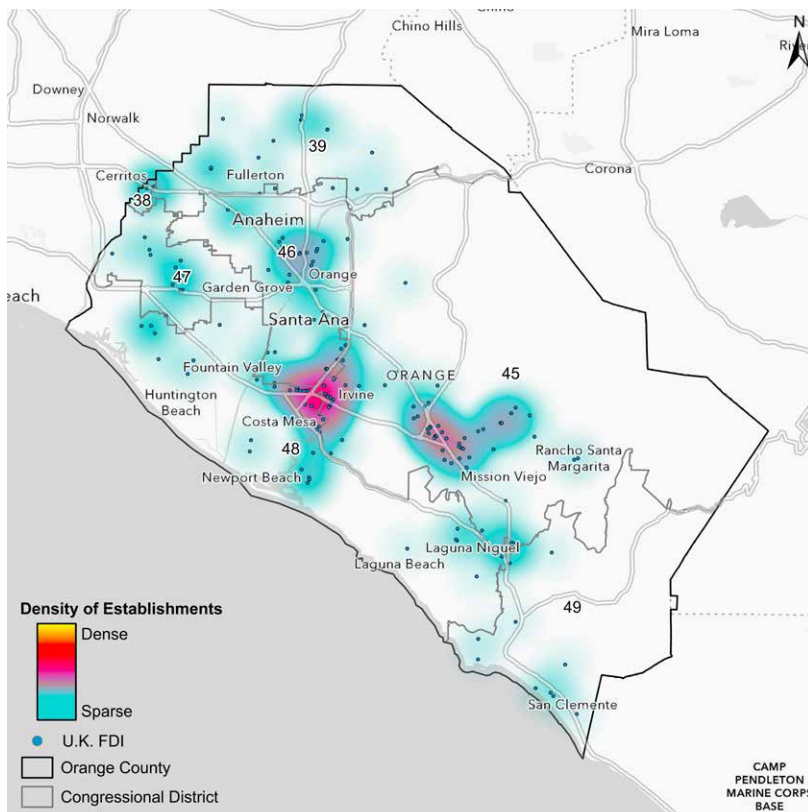 Chino
Chino Hills
Mira Loma
N
River
Downey
Norwalk
39
Corona
Cerritos
Fullerton
38
Anaheim
46
Orange
47
Garden Grove
each
Santa Ana
Fountain Valley
ORANGE
45
Irvine
Huntington
Beach
Costa Mesa
48
Rancho Santa
Margarita
Newport Beach
Mission Viejo
Laguna Niguel
Laguna Beach
49
San Clemente
Density of Establishments
Dense
Sparse
U.K. FDI
Orange County
Congressional District
CAMP
PENDLETON
MARINE CORPS
BASE